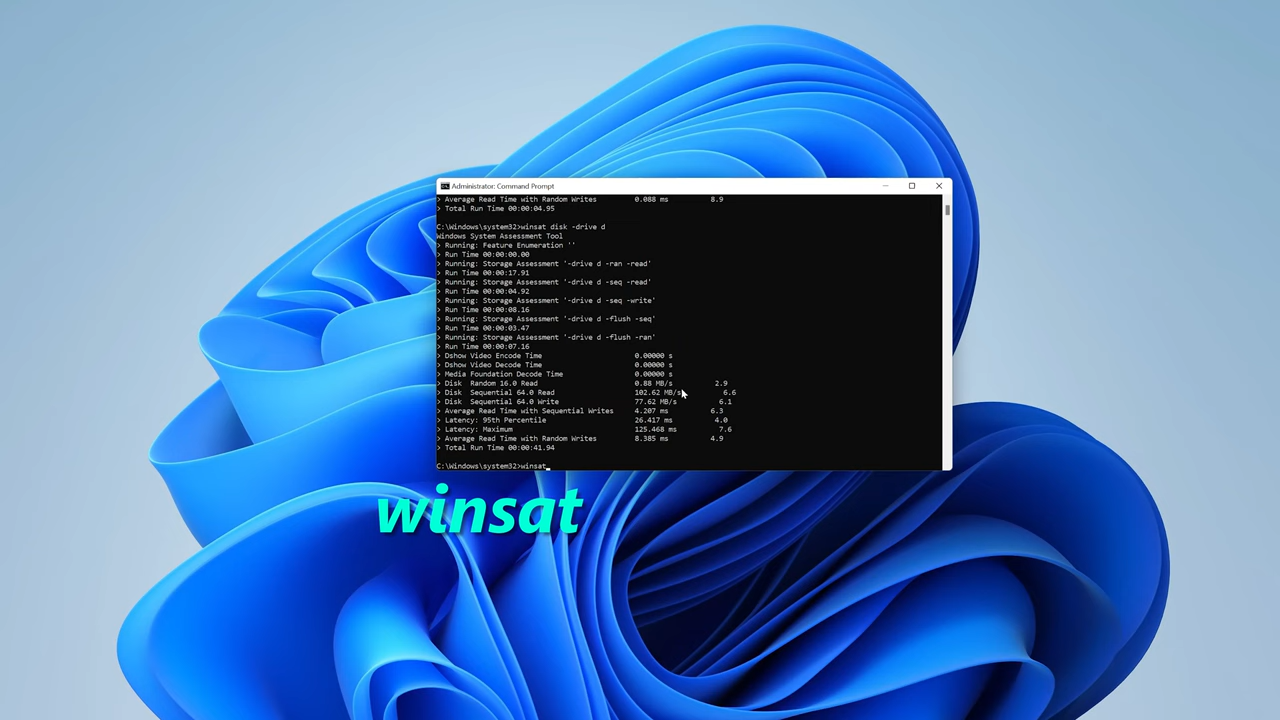 Administrator: Command Prompt
> Average Read Time with Random Writes 0.088 ms 8.9
> Total Run Time 00:00:04.95
C:\Windows\system32>winsat disk -drive d
Windows System Assessment Tool
> Running: Feature Enumeration ''
> Run Time 00:00:00.00
> Running: Storage Assessment '-drive d -ran -read'
> Run Time 00:00:17.91
> Running: Storage Assessment '-drive d -seq -read'
> Run Time 00:00:04.92
> Running: Storage Assessment '-drive d -seq -write'
> Run Time 00:00:08.16
> Running: Storage Assessment '-drive d -flush -seq'
> Run Time 00:00:03.47
> Running: Storage Assessment '-drive d -flush -ran'
> Run Time 00:00:07.16
> Dshow Video Encode Time 0.00000 s
> Dshow Video Decode Time 0.00000 s
> Media Foundation Decode Time 0.00000 s
> Disk Random 16.0 Read 0.88 MB/s 2.9
> Disk Sequential 64.0 Read 102.62 MB/s 6.6
> Disk Sequential 64.0 Write 77.62 MB/s 6.1
> Average Read Time with Sequential Writes 4.207 ms 6.3
> Latency: 95th Percentile 26.417 ms 4.0
> Latency: Maximum 125.468 ms 7.6
> Average Read Time with Random Writes 8.385 ms 4.9
> Total Run Time 00:00:41.94
C:\Windows\system32>winsat
winsat